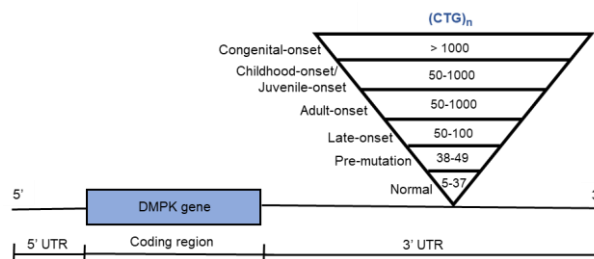 (CTG)n
Congenital-onset > 1000
Childhood-onset/
Juvenile-onset 50-1000
Adult-onset 50-1000
Late-onset 50-100
Pre-mutation 38-49
Normal 5-37
5’ 3
DMPK gene
5’ UTR Coding region 3’ UTR